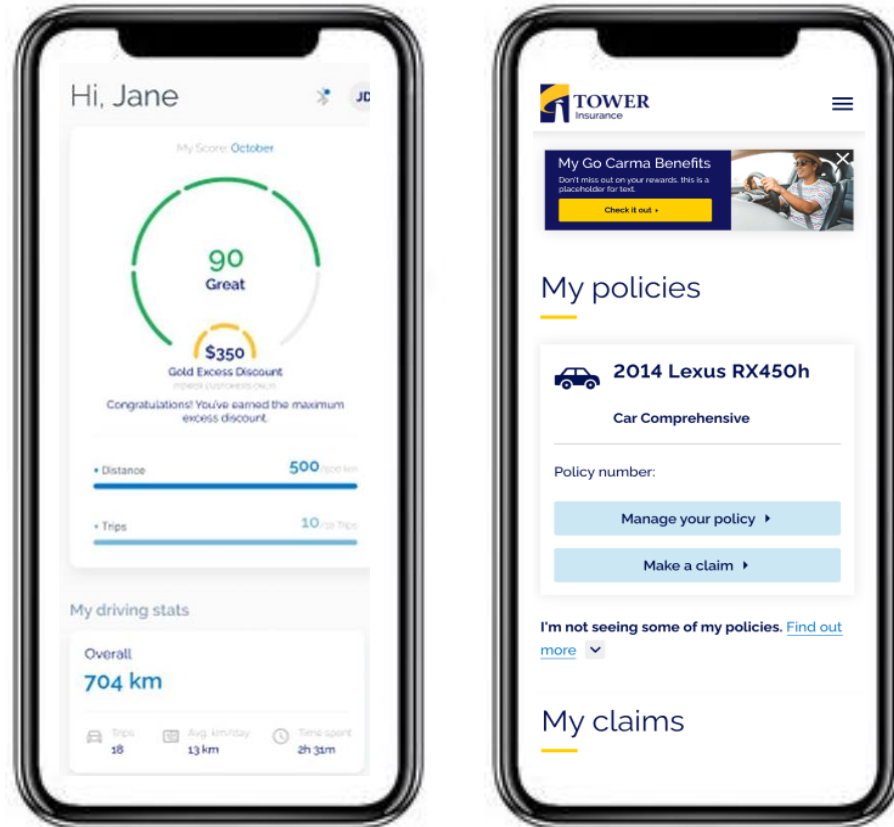 Hi, Jane
JD
My Score: October
90
Great
$350
Gold Excess Discount
Congratulations! You've earned the maximum
excess discount.
• Distance
500
• Trips
10
My driving stats
Overall
704 km
Trips
18
Avg. km/day
13 km
Time spent
2h 31m
TOWER
Insurance
My Go Carma Benefits
Don't miss out on your rewards. this is a
placeholder for text.
Check it out
My policies
2014 Lexus RX450h
Car Comprehensive
Policy number:
Manage your policy
Make a claim
I'm not seeing some of my policies. Find out
more
My claims